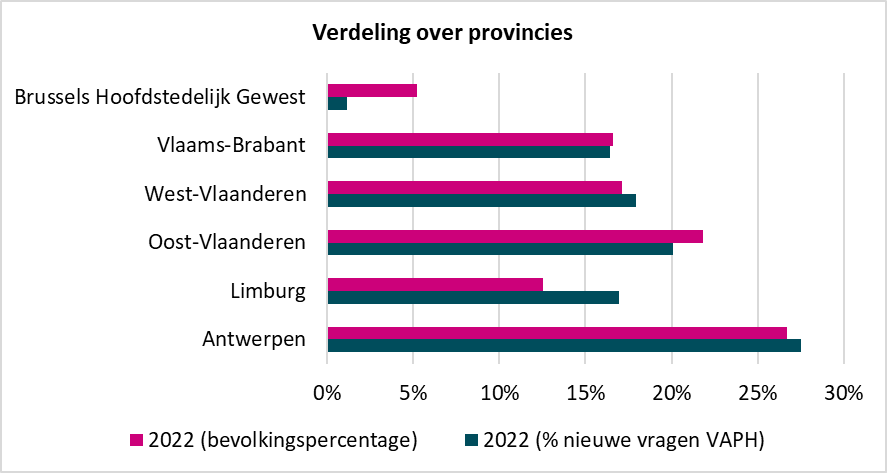 Verdeling over provincies
Brussels Hoofdstedelijk Gewest
Vlaams-Brabant
West-Vlaanderen
Oost-Vlaanderen
Limburg
Antwerpen
0% 5% 10% 15% 20% 25% 30%
2022 (bevolkingspercentage) 2022 (% nieuwe vragen VAPH)